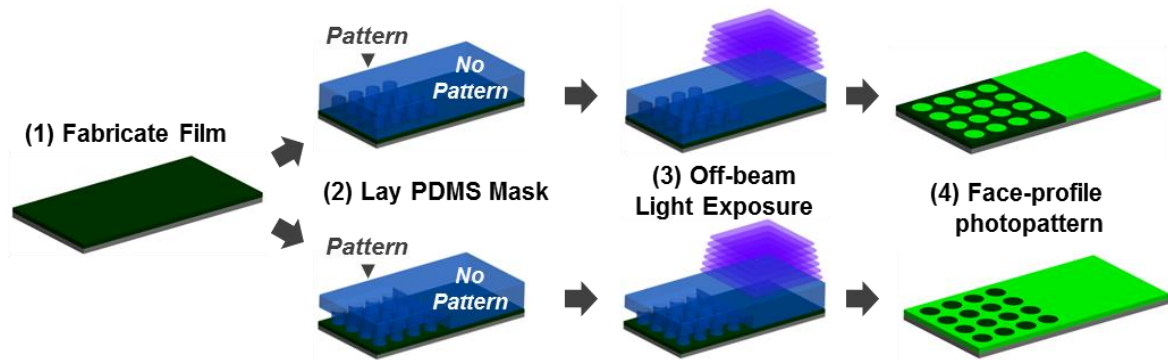 Pattern
No
Pattern
(1) Fabricate Film
(2) Lay PDMS Mask
(3) Off-beam
Light Exposure
(4) Face-profile
photopattern
Pattern
No
Pattern